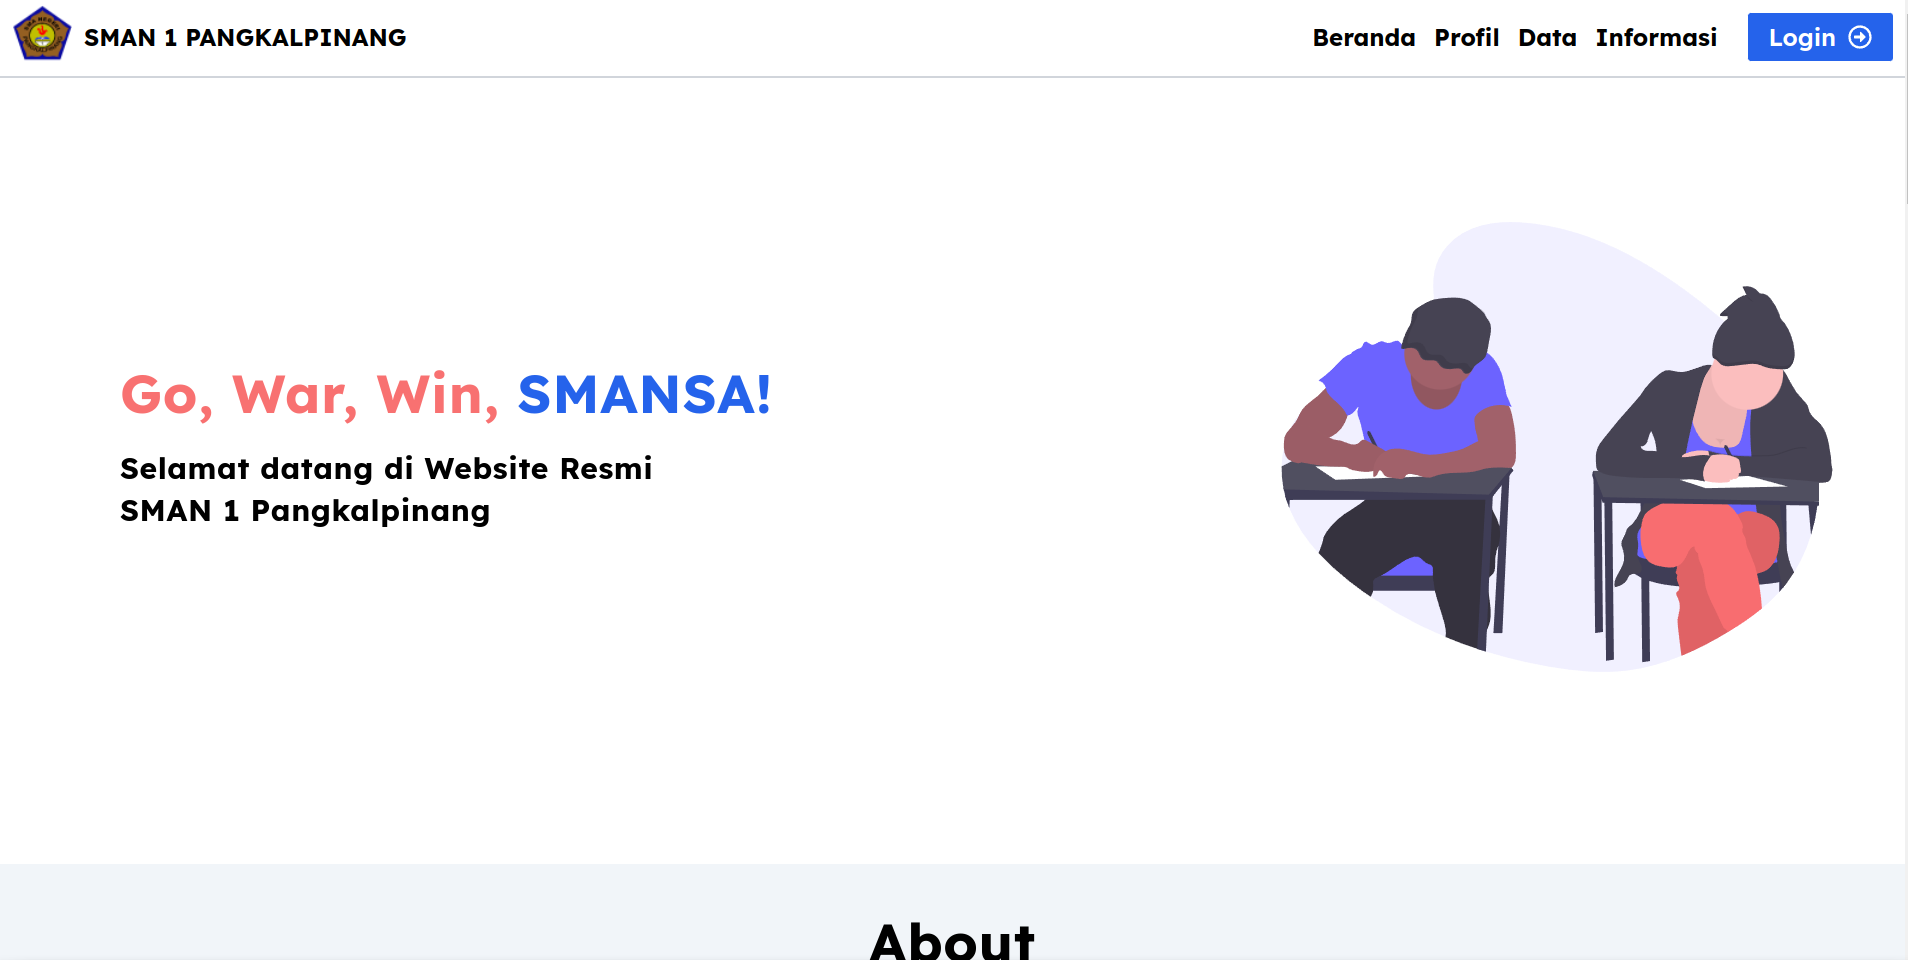 SMAN 1 PANGKALPINANG
Beranda Profil Data Informasi Login
Go, War, Win, SMANSA!
Selamat datang di Website Resmi
SMAN 1 Pangkalpinang
About